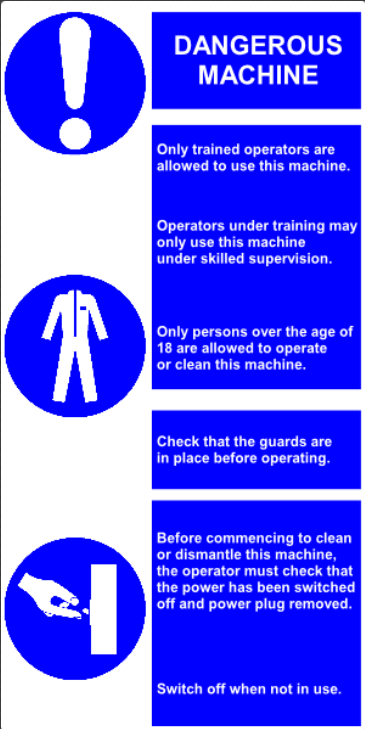 DANGEROUS
MACHINE
Only trained operators are
allowed to use this machine.
Operators under training may
only use this machine
under skilled supervision.
Only persons over the age of
18 are allowed to operate
or clean this machine.
Check that the guards are
in place before operating.
Before commencing to clean
or dismantle this machine,
the operator must check that
the power has been switched
off and power plug removed.
Switch off when not in use.